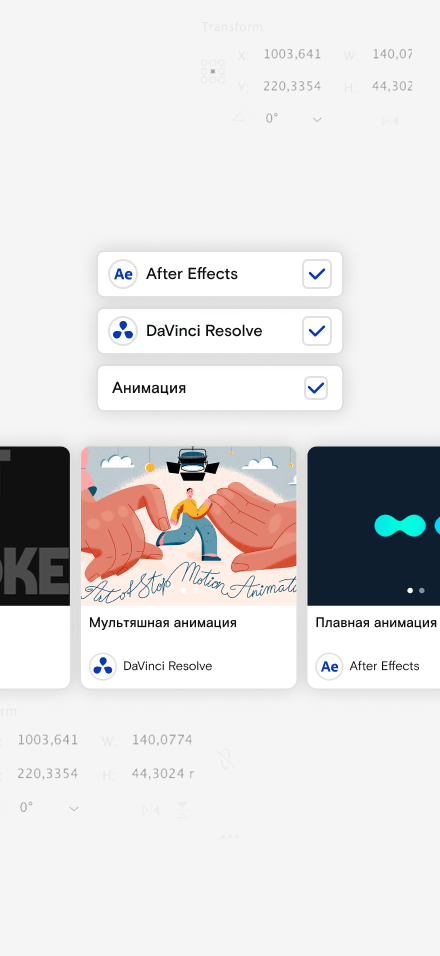 Transform
X: 1003,641 W: 140,07
Y: 220,3354 H 44,302
0°
Ae After Effects
DaVinci Resolve
Анимация
OKE
Art of Stop Motion Animati
Мультяшная анимация
DaVinci Resolve
Плавная анимация
Ae After Effects
rm
1003,641 W: 140,0774
220,3354 H 44,3024 r
0°